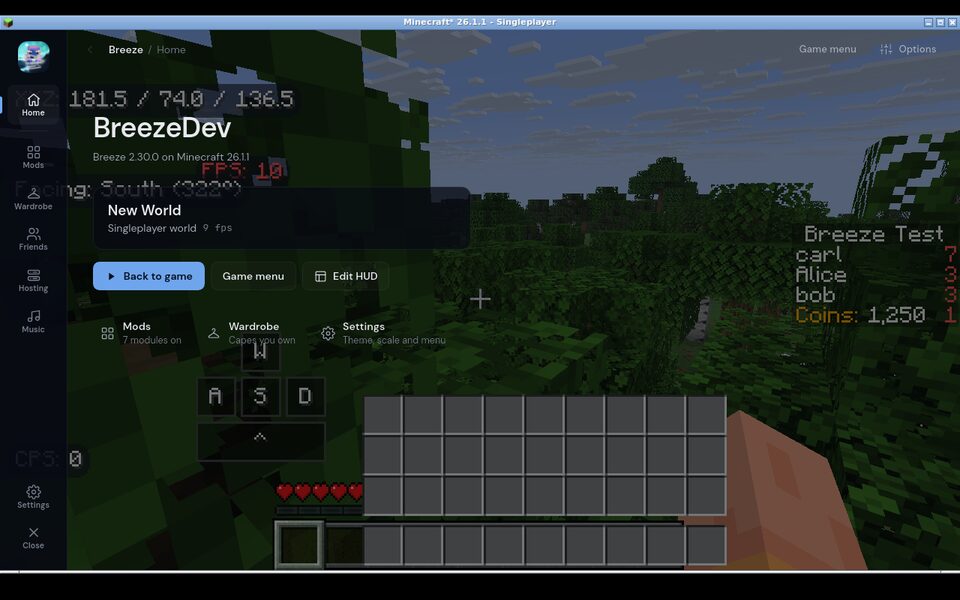 Minecraft* 26.1.1 - Singleplayer
Breeze / Home
Game menu
Options
XYZ: 181.5 / 74.0 / 136.5
Home
BreezeDev
Breeze 2.30.0 on Minecraft 26.1.1
FPS: 10
Mods
Facing: South (322°)
Wardrobe
New World
Singleplayer world 9 fps
Friends
Breeze Test
carl 7
Alice 3
bob 3
Coins: 1,250 1
Back to game
Game menu
Edit HUD
Hosting
Music
Mods
7 modules on
Wardrobe
Capes you own
Settings
Theme, scale and menu
W
A
S
D
^
CPS: 0
Settings
Close